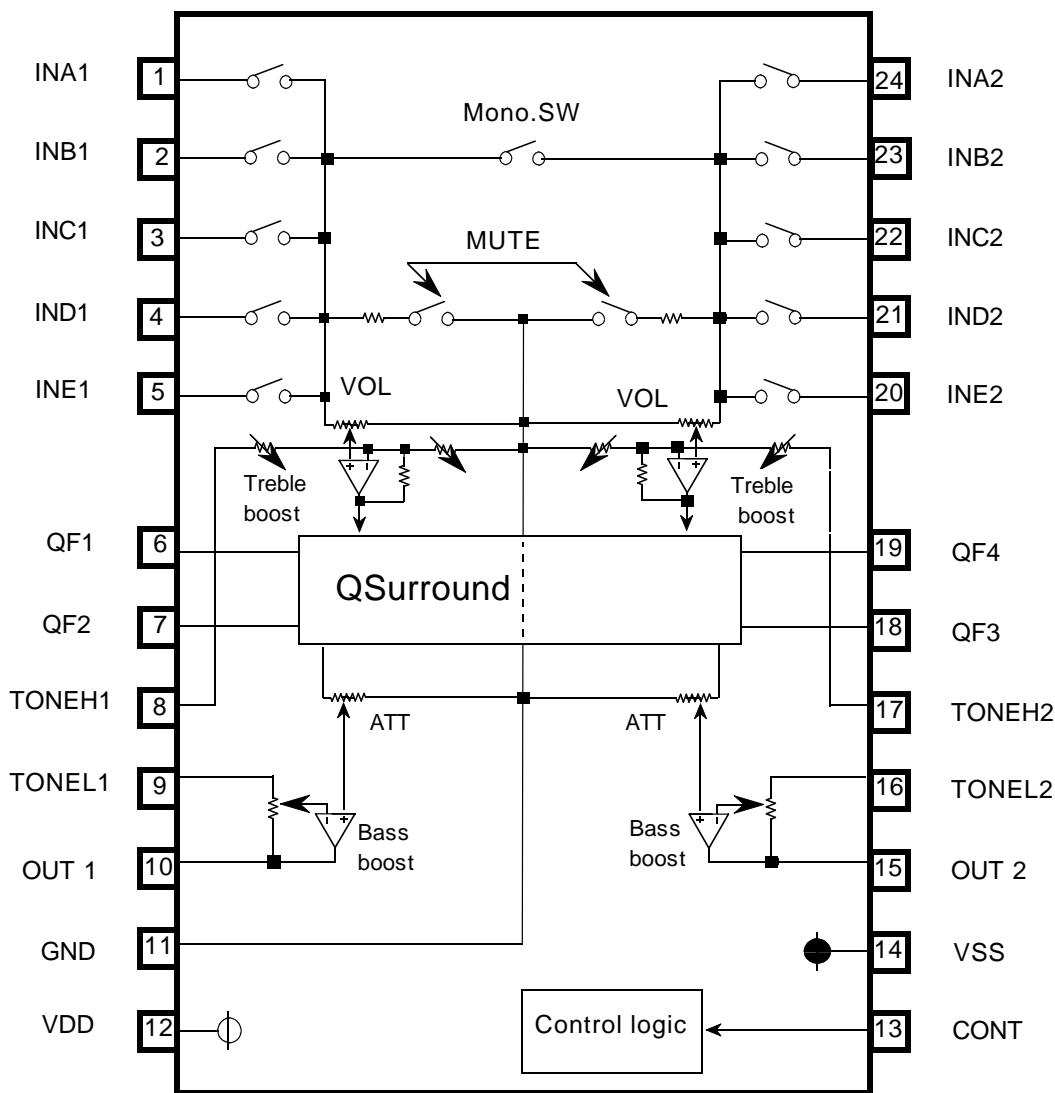 INA1 1 24 INA2
Mono.SW
INB1 2 23 INB2
INC1 3 22 INC2
MUTE
IND1 4 21 IND2
INE1 5 20 INE2
VOL VOL
+ − − +
Treble boost
Treble boost
QF1 6 19 QF4
QSurround
QF2 7 18 QF3
TONEH1 8 17 TONEH2
ATT ATT
TONEL1 9 16 TONEL2
− + + −
Bass boost
Bass boost
OUT 1 10 15 OUT 2
GND 11 14 VSS
VDD 12 13 CONT
Control logic